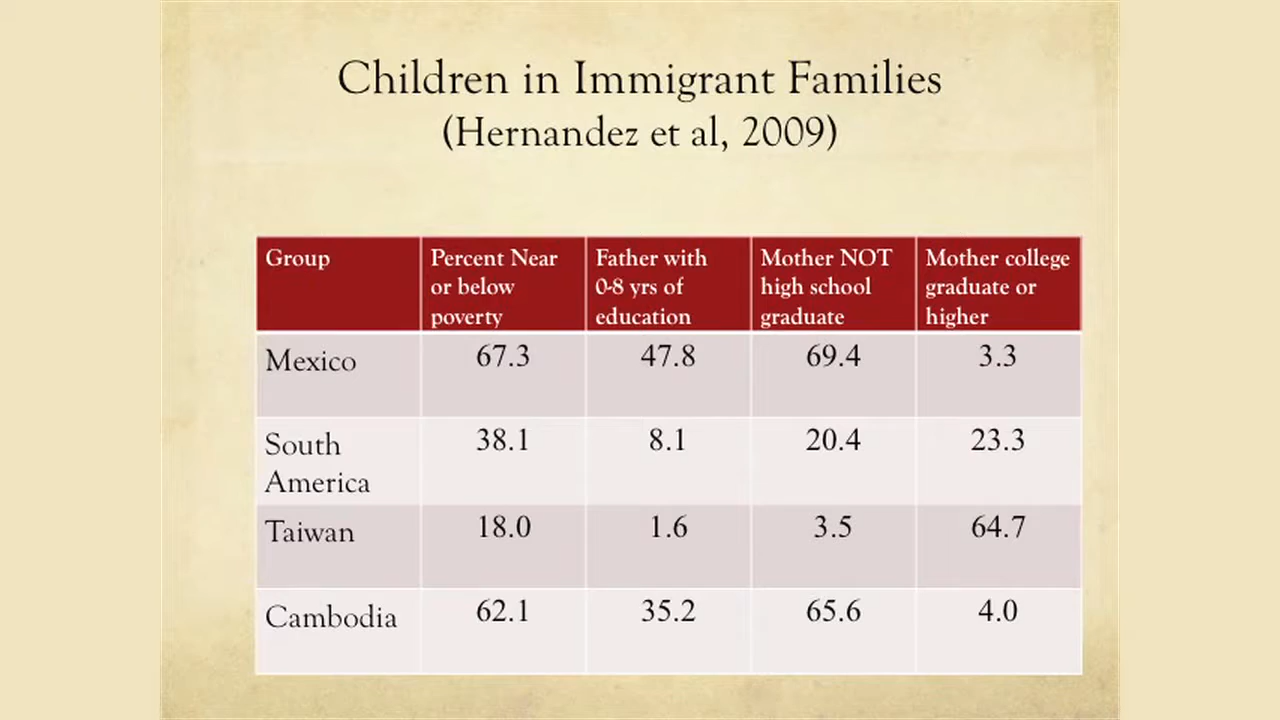 Children in Immigrant Families
(Hernandez et al, 2009)
Group
Percent Near
or below
poverty
Father with
0-8 yrs of
education
Mother NOT
high school
graduate
Mother college
graduate or
higher
Mexico
67.3
47.8
69.4
3.3
South
America
38.1
8.1
20.4
23.3
Taiwan
18.0
1.6
3.5
64.7
Cambodia
62.1
35.2
65.6
4.0